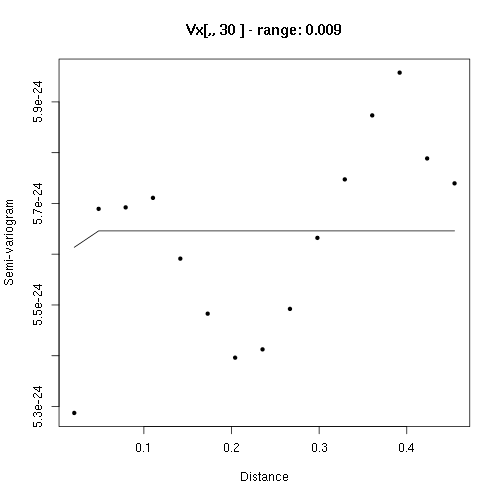 Vx[,, 30 ] - range: 0.009
Semi-variogram
5.9e-24
5.7e-24
5.5e-24
5.3e-24
0.1 0.2 0.3 0.4
Distance